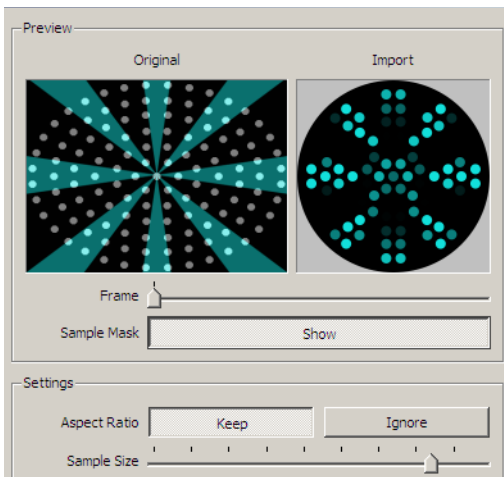 Preview
Original Import
Frame
Sample Mask Show
Settings
Aspect Ratio Keep Ignore
Sample Size